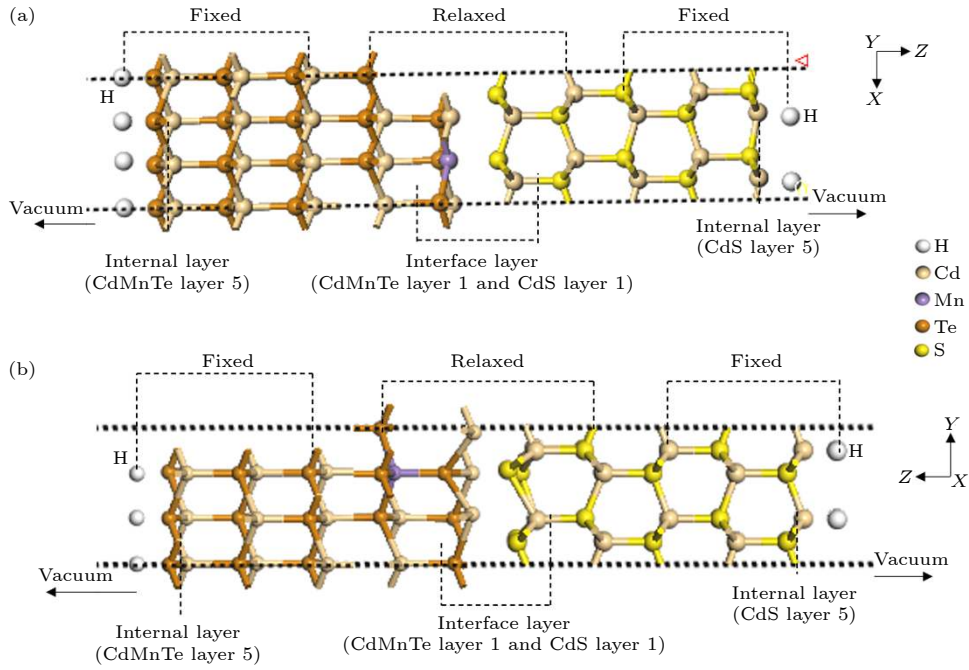 (a)
Fixed
Relaxed
Fixed
Y
Z
X
H
H
Vacuum
Vacuum
Internal layer
(CdMnTe layer 5)
Interface layer
(CdMnTe layer 1 and CdS layer 1)
Internal layer
(CdS layer 5)
H
Cd
Mn
Te
S
(b)
Fixed
Relaxed
Fixed
H
H
Y
Z
X
Vacuum
Vacuum
Internal layer
(CdMnTe layer 5)
Interface layer
(CdMnTe layer 1 and CdS layer 1)
Internal layer
(CdS layer 5)